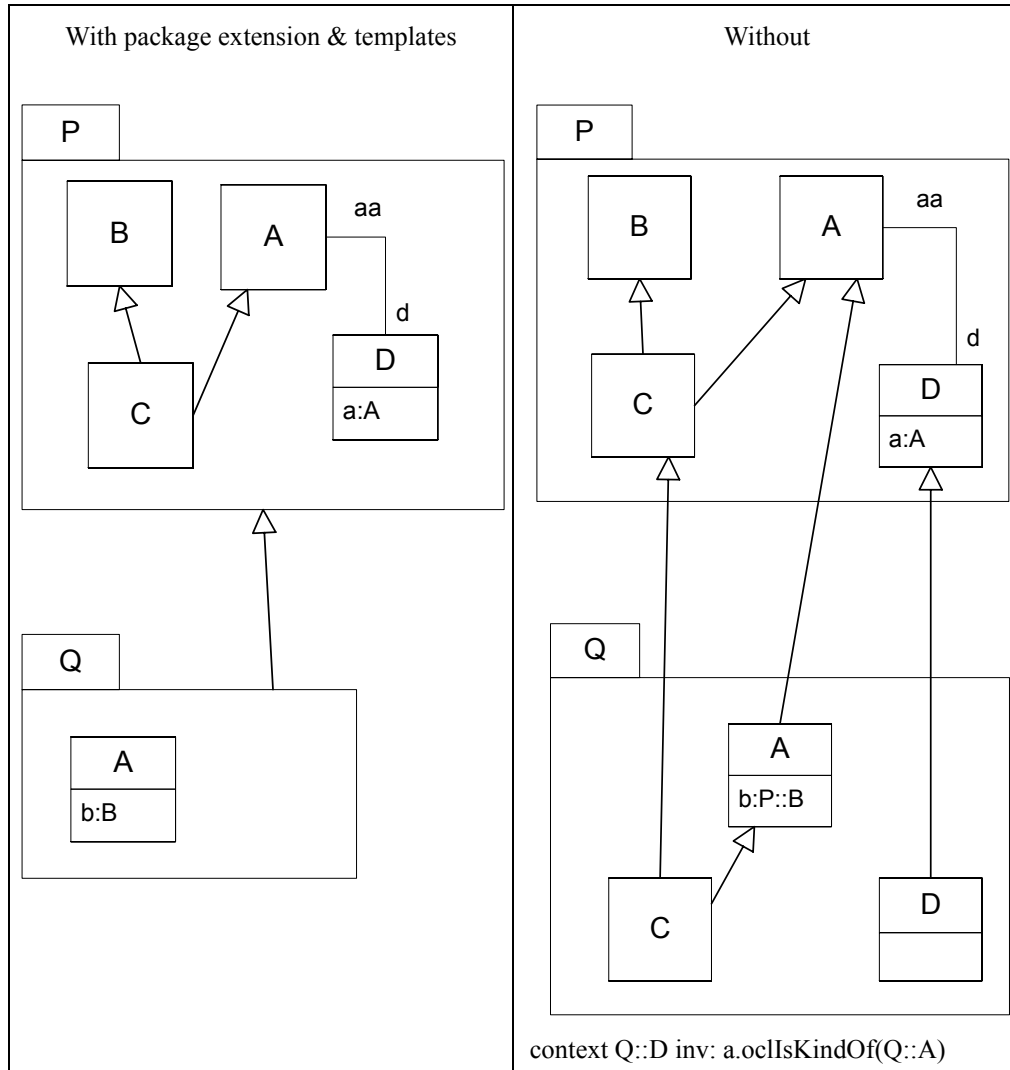 With package extension & templates
P
B
A
aa
d
D
a:A
C
Q
A
b:B
Without
P
B
A
aa
d
D
a:A
C
Q
A
b:P::B
C
D
context Q::D inv: a.oclIsKindOf(Q::A)